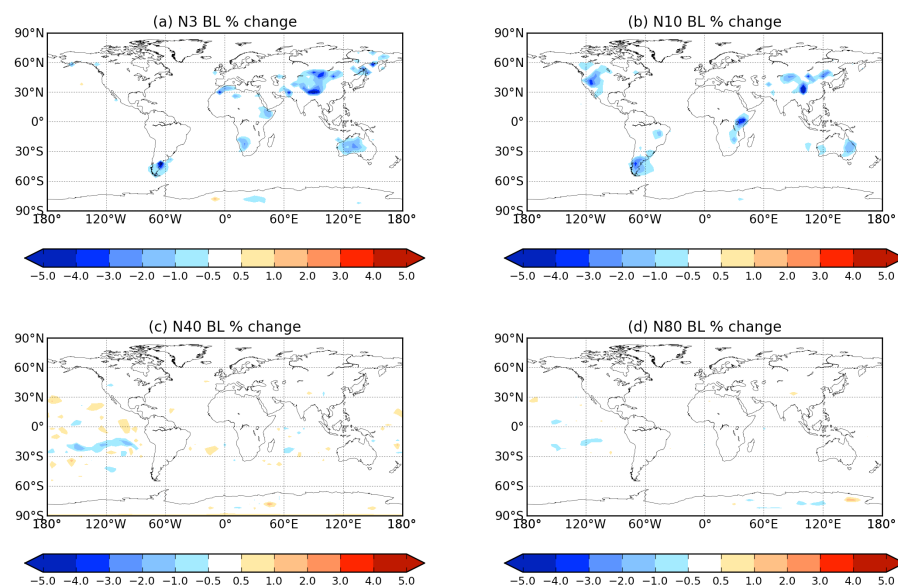 (a) N3 BL % change
90°N
60°N
30°N
0°
30°S
60°S
90°S
180° 120°W 60°W 0° 60°E 120°E 180°
−5.0 −4.0 −3.0 −2.0 −1.0 −0.5 0.5 1.0 2.0 3.0 4.0 5.0
(b) N10 BL % change
90°N
60°N
30°N
0°
30°S
60°S
90°S
180° 120°W 60°W 0° 60°E 120°E 180°
−5.0 −4.0 −3.0 −2.0 −1.0 −0.5 0.5 1.0 2.0 3.0 4.0 5.0
(c) N40 BL % change
90°N
60°N
30°N
0°
30°S
60°S
90°S
180° 120°W 60°W 0° 60°E 120°E 180°
−5.0 −4.0 −3.0 −2.0 −1.0 −0.5 0.5 1.0 2.0 3.0 4.0 5.0
(d) N80 BL % change
90°N
60°N
30°N
0°
30°S
60°S
90°S
180° 120°W 60°W 0° 60°E 120°E 180°
−5.0 −4.0 −3.0 −2.0 −1.0 −0.5 0.5 1.0 2.0 3.0 4.0 5.0